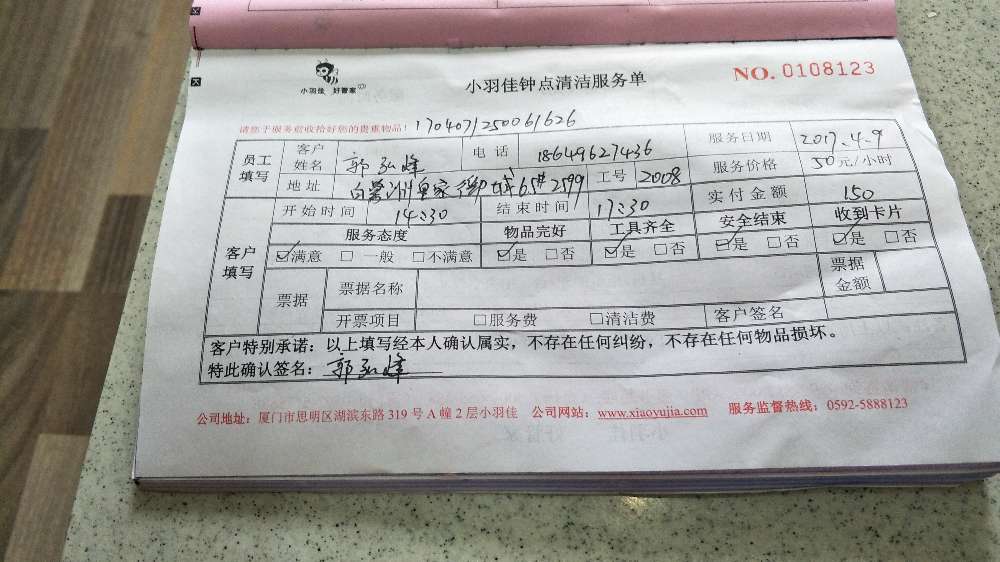 小羽佳 好管家
小羽佳钟点清洁服务单
NO. 0108123
请您于服务前收拾好您的贵重物品! 170407125006 1626
员工填写 客户姓名 郭弘峰 电话 18649627436 服务日期 2017.4.9
地址 白鹭洲 65# 2599 工号 2008 服务价格 50元/小时
客户填写 开始时间 14:30 结束时间 17:30 实付金额 150
服务态度 物品完好 工具齐全 安全结束 收到卡片
☑满意 □一般 □不满意 ☑是 □否 ☑是 □否 ☑是 □否 ☑是 □否
票据 票据名称 票据金额
开票项目 □服务费 □清洁费 客户签名
客户特别承诺:以上填写经本人确认属实,不存在任何纠纷,不存在任何物品损坏。
特此确认签名: 郭弘峰
公司地址:厦门市思明区湖滨东路 319 号 A 幢 2 层小羽佳 公司网站:www.xiaoyujia.com 服务监督热线:0592-5888123